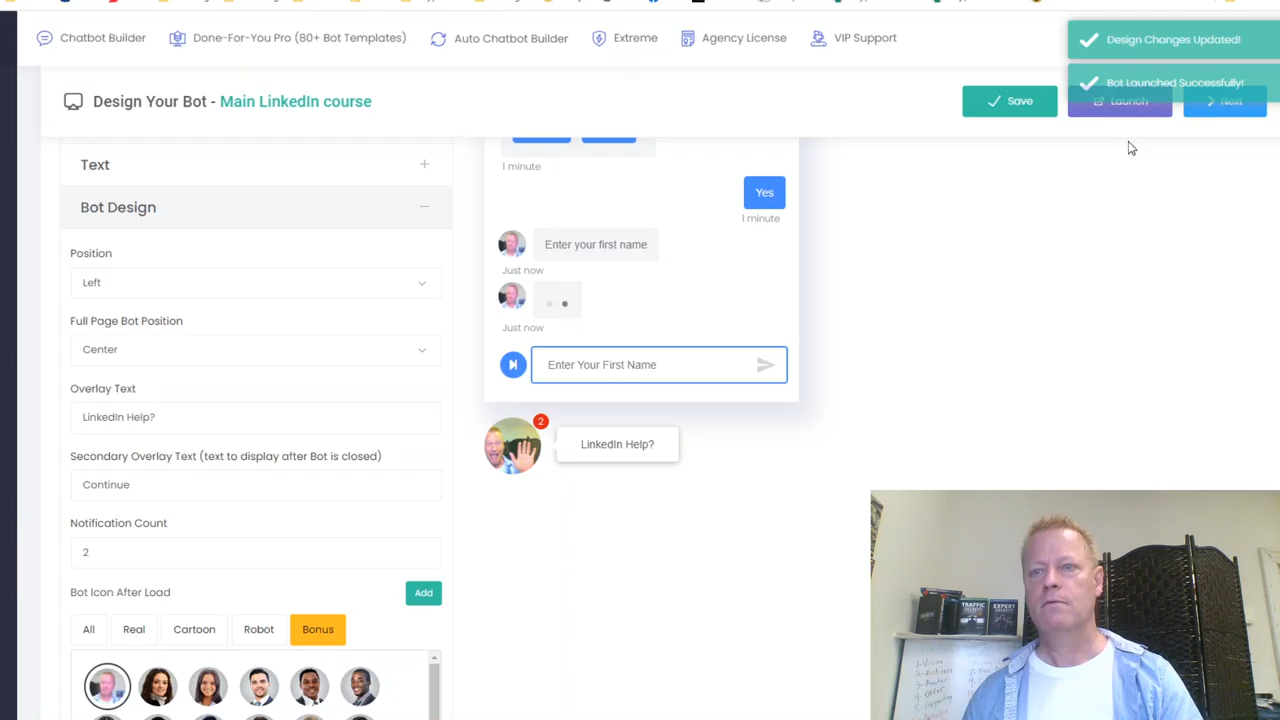 Chatbot Builder
Done-For-You Pro (80+ Bot Templates)
Auto Chatbot Builder
Extreme
Agency License
VIP Support
Design Changes Updated!
Bot Launched Successfully!
Design Your Bot - Main LinkedIn course
Save
Launch
Next
Text
1 minute
Bot Design
Yes
1 minute
Position
Enter your first name
Just now
Left
Full Page Bot Position
Just now
Center
Enter Your First Name
Overlay Text
LinkedIn Help?
2
LinkedIn Help?
Secondary Overlay Text (text to display after Bot is closed)
Continue
Notification Count
2
Bot Icon After Load
Add
All
Real
Cartoon
Robot
Bonus
TRAFFIC
SECRETS
EXPERT
SECRETS